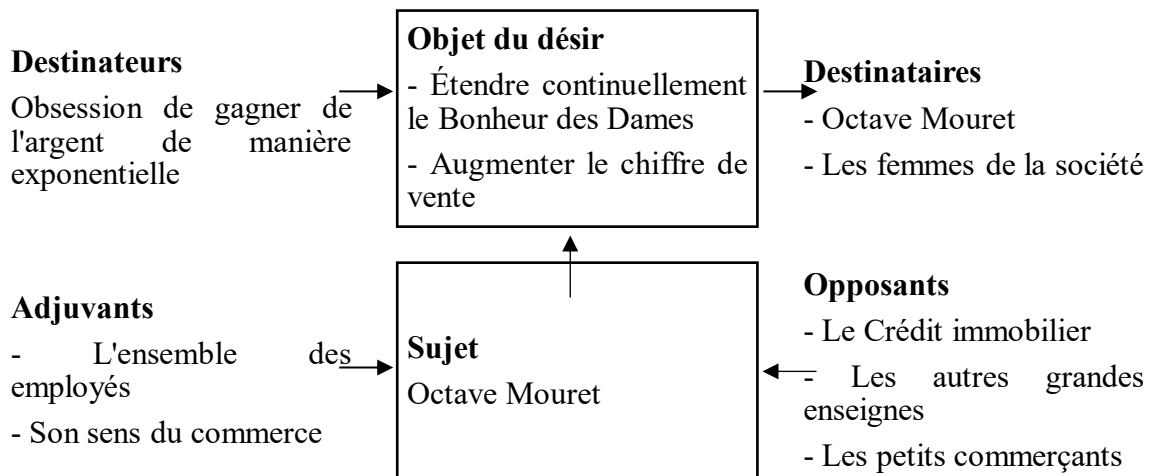 Destinateurs
Obsession de gagner de
l'argent de manière
exponentielle
Objet du désir
- Étendre continuellement
le Bonheur des Dames
- Augmenter le chiffre de
vente
Destinataires
- Octave Mouret
- Les femmes de la société
Adjuvants
- L'ensemble des
employés
- Son sens du commerce
Sujet
Octave Mouret
Opposants
- Le Crédit immobilier
- Les autres grandes
enseignes
- Les petits commerçants